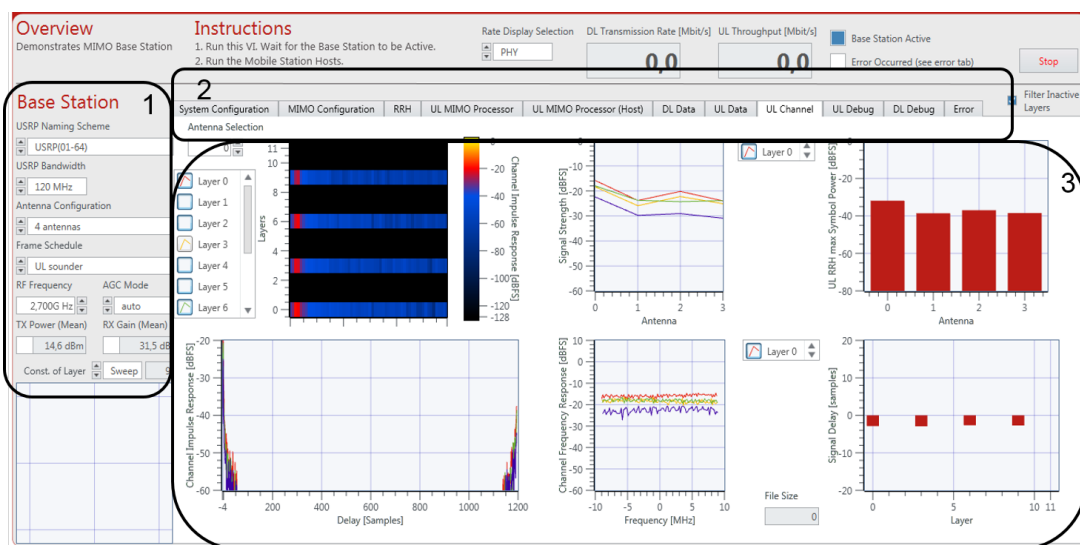 Overview
Demonstrates MIMO Base Station
Instructions
1. Run this VI. Wait for the Base Station to be Active.
2. Run the Mobile Station Hosts.
Rate Display Selection
PHY
DL Transmission Rate [Mbit/s]
0,0
UL Throughput [Mbit/s]
0,0
Base Station Active
Error Occurred (see error tab)
Stop
Filter Inactive
Layers
1
Base Station
USRP Naming Scheme
USRP(01-64)
USRP Bandwidth
120 MHz
Antenna Configuration
4 antennas
Frame Schedule
UL sounder
RF Frequency
AGC Mode
2,700G Hz
auto
TX Power (Mean)
RX Gain (Mean)
14,6 dBm
31,5 dB
Const. of Layer
Sweep
2
System Configuration
MIMO Configuration
RRH
UL MIMO Processor
UL MIMO Processor (Host)
DL Data
UL Data
UL Channel
UL Debug
DL Debug
Error
Antenna Selection
0
3
Layer 0
Layer 1
Layer 2
Layer 3
Layer 4
Layer 5
Layer 6
Layers
11
10
8
6
4
2
0
-20
-40
-60
-80
-100
-120
-128
Channel Impulse Response [dBFS]
Signal Strength [dBFS]
-10
-20
-30
-40
-50
-60
0 1 2 3
Antenna
Layer 0
UL RRH max Symbol Power [dBFS]
-20
-40
-60
-80
0 1 2 3
Antenna
Channel Impulse Response [dBFS]
-20
-30
-40
-50
-60
-4 200 400 600 800 1000 1200
Delay [Samples]
Channel Frequency Response [dBFS]
10
0
-10
-20
-30
-40
-50
-60
-10 -5 0 5 10
Frequency [MHz]
Layer 0
File Size
0
Signal Delay [samples]
20
10
0
-10
-20
0 5 10 11
Layer